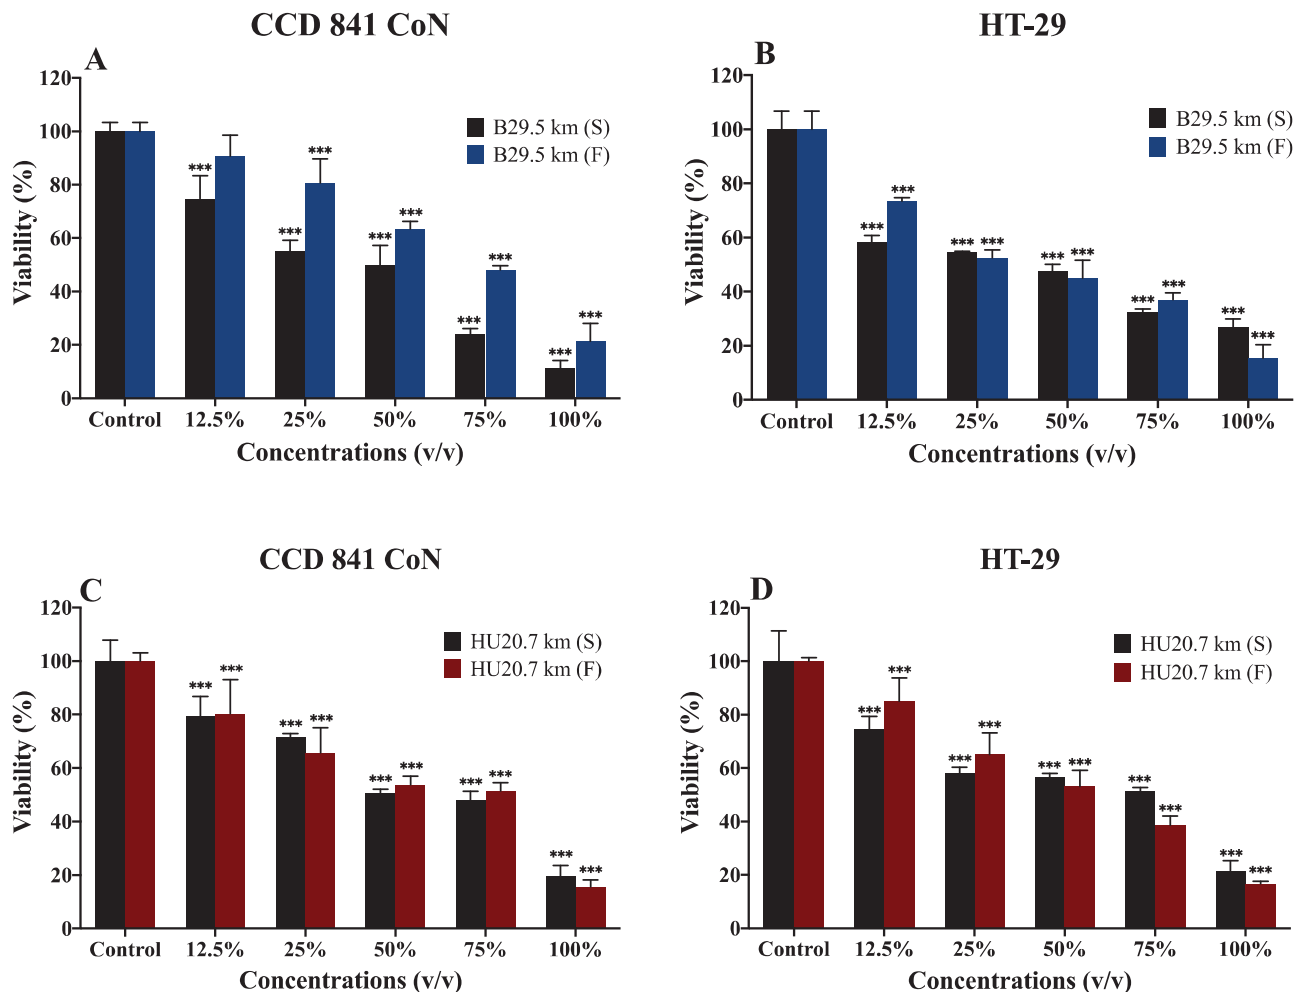 CCD 841 CoN
A
120
100
80
60
40
20
0
Viability (%)
B29.5 km (S)
B29.5 km (F)
***
***
***
***
***
***
***
***
***
Control 12.5% 25% 50% 75% 100%
Concentrations (v/v)
HT-29
B
120
100
80
60
40
20
0
Viability (%)
B29.5 km (S)
B29.5 km (F)
***
***
***
***
***
***
***
***
***
***
Control 12.5% 25% 50% 75% 100%
Concentrations (v/v)
CCD 841 CoN
C
120
100
80
60
40
20
0
Viability (%)
HU20.7 km (S)
HU20.7 km (F)
***
***
***
***
***
***
***
***
***
***
Control 12.5% 25% 50% 75% 100%
Concentrations (v/v)
HT-29
D
120
100
80
60
40
20
0
Viability (%)
HU20.7 km (S)
HU20.7 km (F)
***
***
***
***
***
***
***
***
***
***
Control 12.5% 25% 50% 75% 100%
Concentrations (v/v)